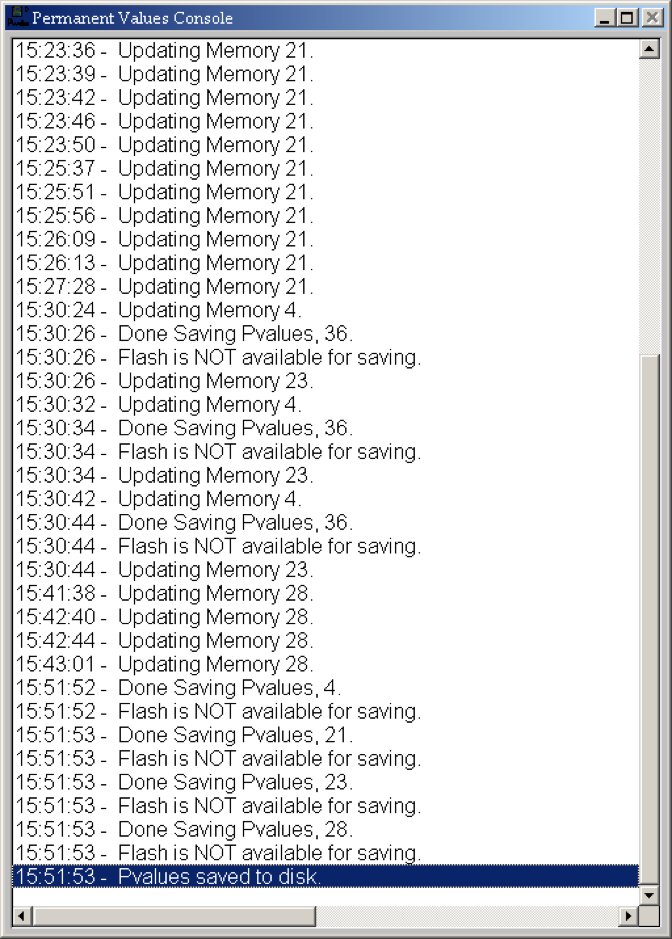 Permanent Values Console
15:23:36 - Updating Memory 21.
15:23:39 - Updating Memory 21.
15:23:42 - Updating Memory 21.
15:23:46 - Updating Memory 21.
15:23:50 - Updating Memory 21.
15:25:37 - Updating Memory 21.
15:25:51 - Updating Memory 21.
15:25:56 - Updating Memory 21.
15:26:09 - Updating Memory 21.
15:26:13 - Updating Memory 21.
15:27:28 - Updating Memory 21.
15:30:24 - Updating Memory 4.
15:30:26 - Done Saving Pvalues, 36.
15:30:26 - Flash is NOT available for saving.
15:30:26 - Updating Memory 23.
15:30:32 - Updating Memory 4.
15:30:34 - Done Saving Pvalues, 36.
15:30:34 - Flash is NOT available for saving.
15:30:34 - Updating Memory 23.
15:30:42 - Updating Memory 4.
15:30:44 - Done Saving Pvalues, 36.
15:30:44 - Flash is NOT available for saving.
15:30:44 - Updating Memory 23.
15:41:38 - Updating Memory 28.
15:42:40 - Updating Memory 28.
15:42:44 - Updating Memory 28.
15:43:01 - Updating Memory 28.
15:51:52 - Done Saving Pvalues, 4.
15:51:52 - Flash is NOT available for saving.
15:51:53 - Done Saving Pvalues, 21.
15:51:53 - Flash is NOT available for saving.
15:51:53 - Done Saving Pvalues, 23.
15:51:53 - Flash is NOT available for saving.
15:51:53 - Done Saving Pvalues, 28.
15:51:53 - Flash is NOT available for saving.
15:51:53 - Pvalues saved to disk.